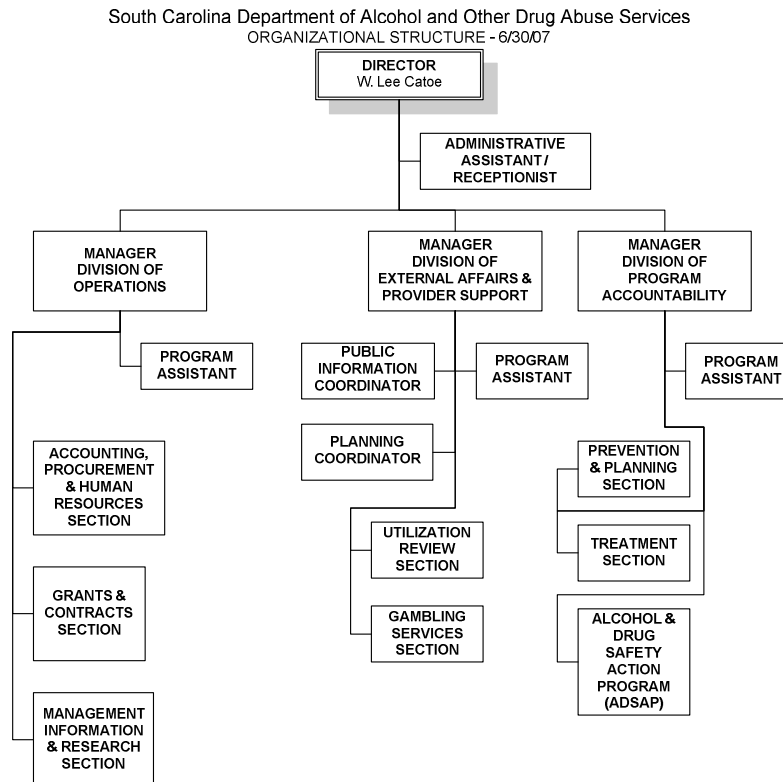 South Carolina Department of Alcohol and Other Drug Abuse Services
ORGANIZATIONAL STRUCTURE - 6/30/07
DIRECTOR
W. Lee Catoe
ADMINISTRATIVE
ASSISTANT /
RECEPTIONIST
MANAGER
DIVISION OF
OPERATIONS
MANAGER
DIVISION OF
EXTERNAL AFFAIRS &
PROVIDER SUPPORT
MANAGER
DIVISION OF
PROGRAM
ACCOUNTABILITY
PROGRAM
ASSISTANT
PUBLIC
INFORMATION
COORDINATOR
PROGRAM
ASSISTANT
PROGRAM
ASSISTANT
PLANNING
COORDINATOR
ACCOUNTING,
PROCUREMENT
& HUMAN
RESOURCES
SECTION
PREVENTION
& PLANNING
SECTION
UTILIZATION
REVIEW
SECTION
TREATMENT
SECTION
GRANTS &
CONTRACTS
SECTION
GAMBLING
SERVICES
SECTION
ALCOHOL &
DRUG
SAFETY
ACTION
PROGRAM
(ADSAP)
MANAGEMENT
INFORMATION
& RESEARCH
SECTION